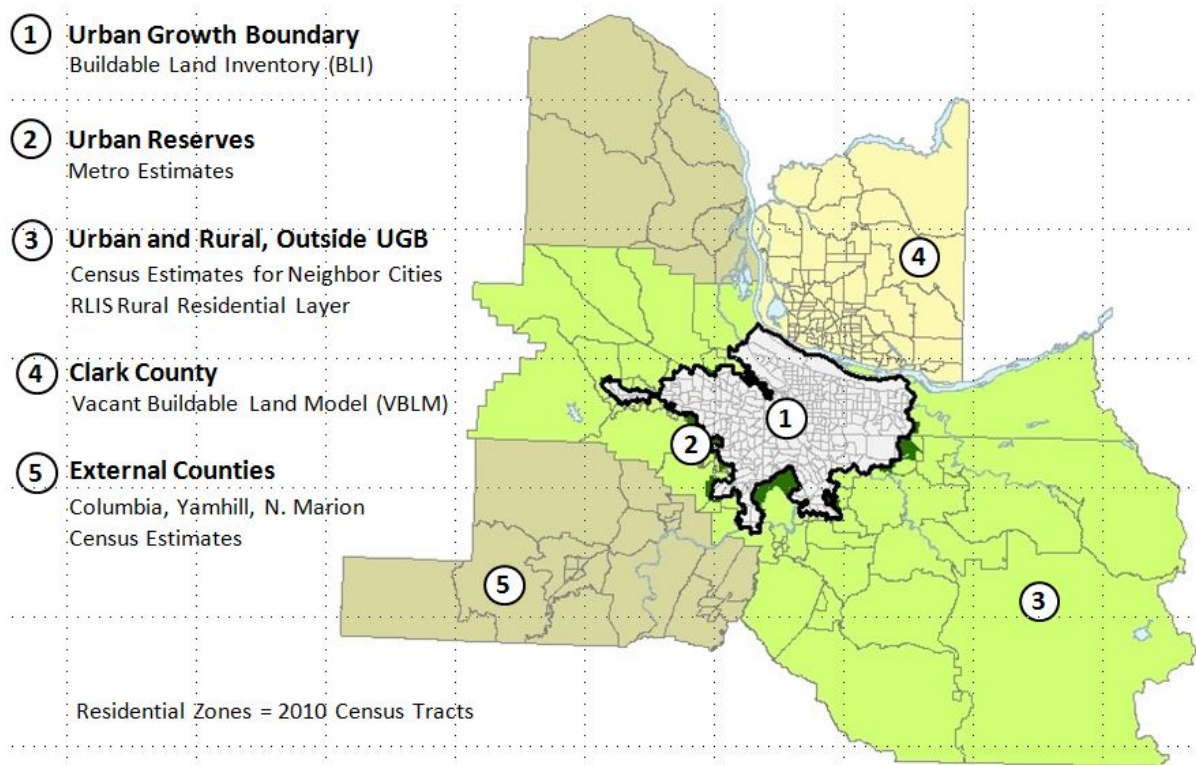 1 Urban Growth Boundary
Buildable Land Inventory (BLI)
2 Urban Reserves
Metro Estimates
3 Urban and Rural, Outside UGB
Census Estimates for Neighbor Cities
RLIS Rural Residential Layer
4 Clark County
Vacant Buildable Land Model (VBLM)
5 External Counties
Columbia, Yamhill, N. Marion
Census Estimates
Residential Zones = 2010 Census Tracts
4
1
2
5
3